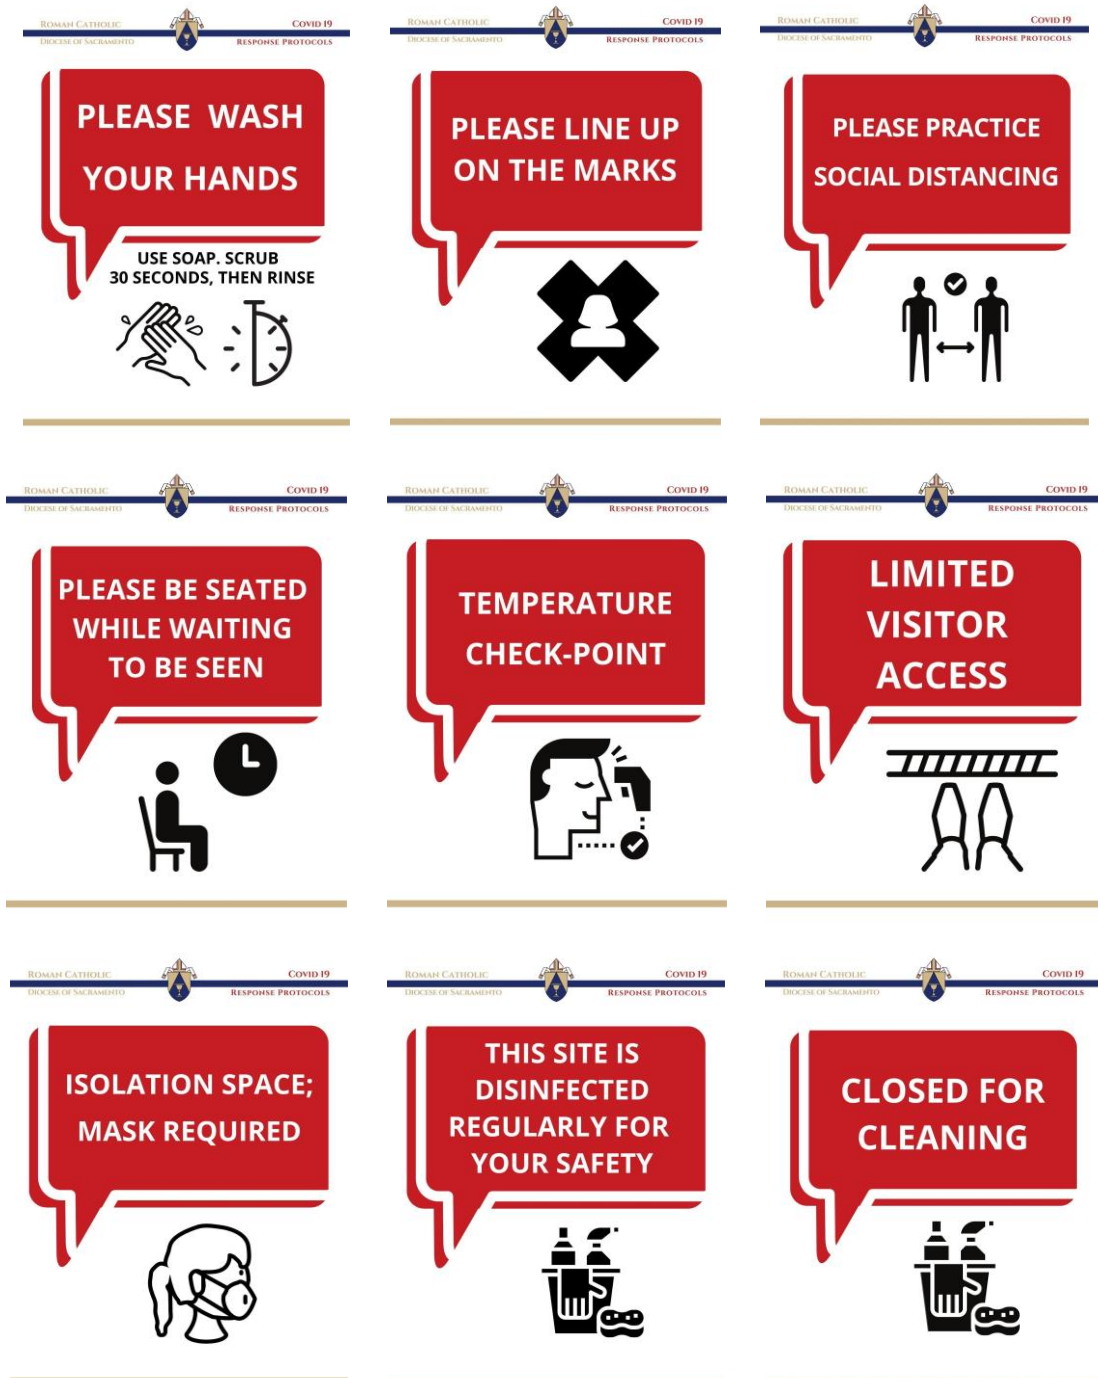 ROMAN CATHOLIC
DIOCESE OF SACRAMENTO
COVID 19
RESPONSE PROTOCOLS
PLEASE WASH
YOUR HANDS
USE SOAP. SCRUB
30 SECONDS, THEN RINSE
ROMAN CATHOLIC
DIOCESE OF SACRAMENTO
COVID 19
RESPONSE PROTOCOLS
PLEASE LINE UP
ON THE MARKS
ROMAN CATHOLIC
DIOCESE OF SACRAMENTO
COVID 19
RESPONSE PROTOCOLS
PLEASE PRACTICE
SOCIAL DISTANCING
ROMAN CATHOLIC
DIOCESE OF SACRAMENTO
COVID 19
RESPONSE PROTOCOLS
PLEASE BE SEATED
WHILE WAITING
TO BE SEEN
ROMAN CATHOLIC
DIOCESE OF SACRAMENTO
COVID 19
RESPONSE PROTOCOLS
TEMPERATURE
CHECK-POINT
ROMAN CATHOLIC
DIOCESE OF SACRAMENTO
COVID 19
RESPONSE PROTOCOLS
LIMITED
VISITOR
ACCESS
ROMAN CATHOLIC
DIOCESE OF SACRAMENTO
COVID 19
RESPONSE PROTOCOLS
ISOLATION SPACE;
MASK REQUIRED
ROMAN CATHOLIC
DIOCESE OF SACRAMENTO
COVID 19
RESPONSE PROTOCOLS
THIS SITE IS
DISINFECTED
REGULARLY FOR
YOUR SAFETY
ROMAN CATHOLIC
DIOCESE OF SACRAMENTO
COVID 19
RESPONSE PROTOCOLS
CLOSED FOR
CLEANING